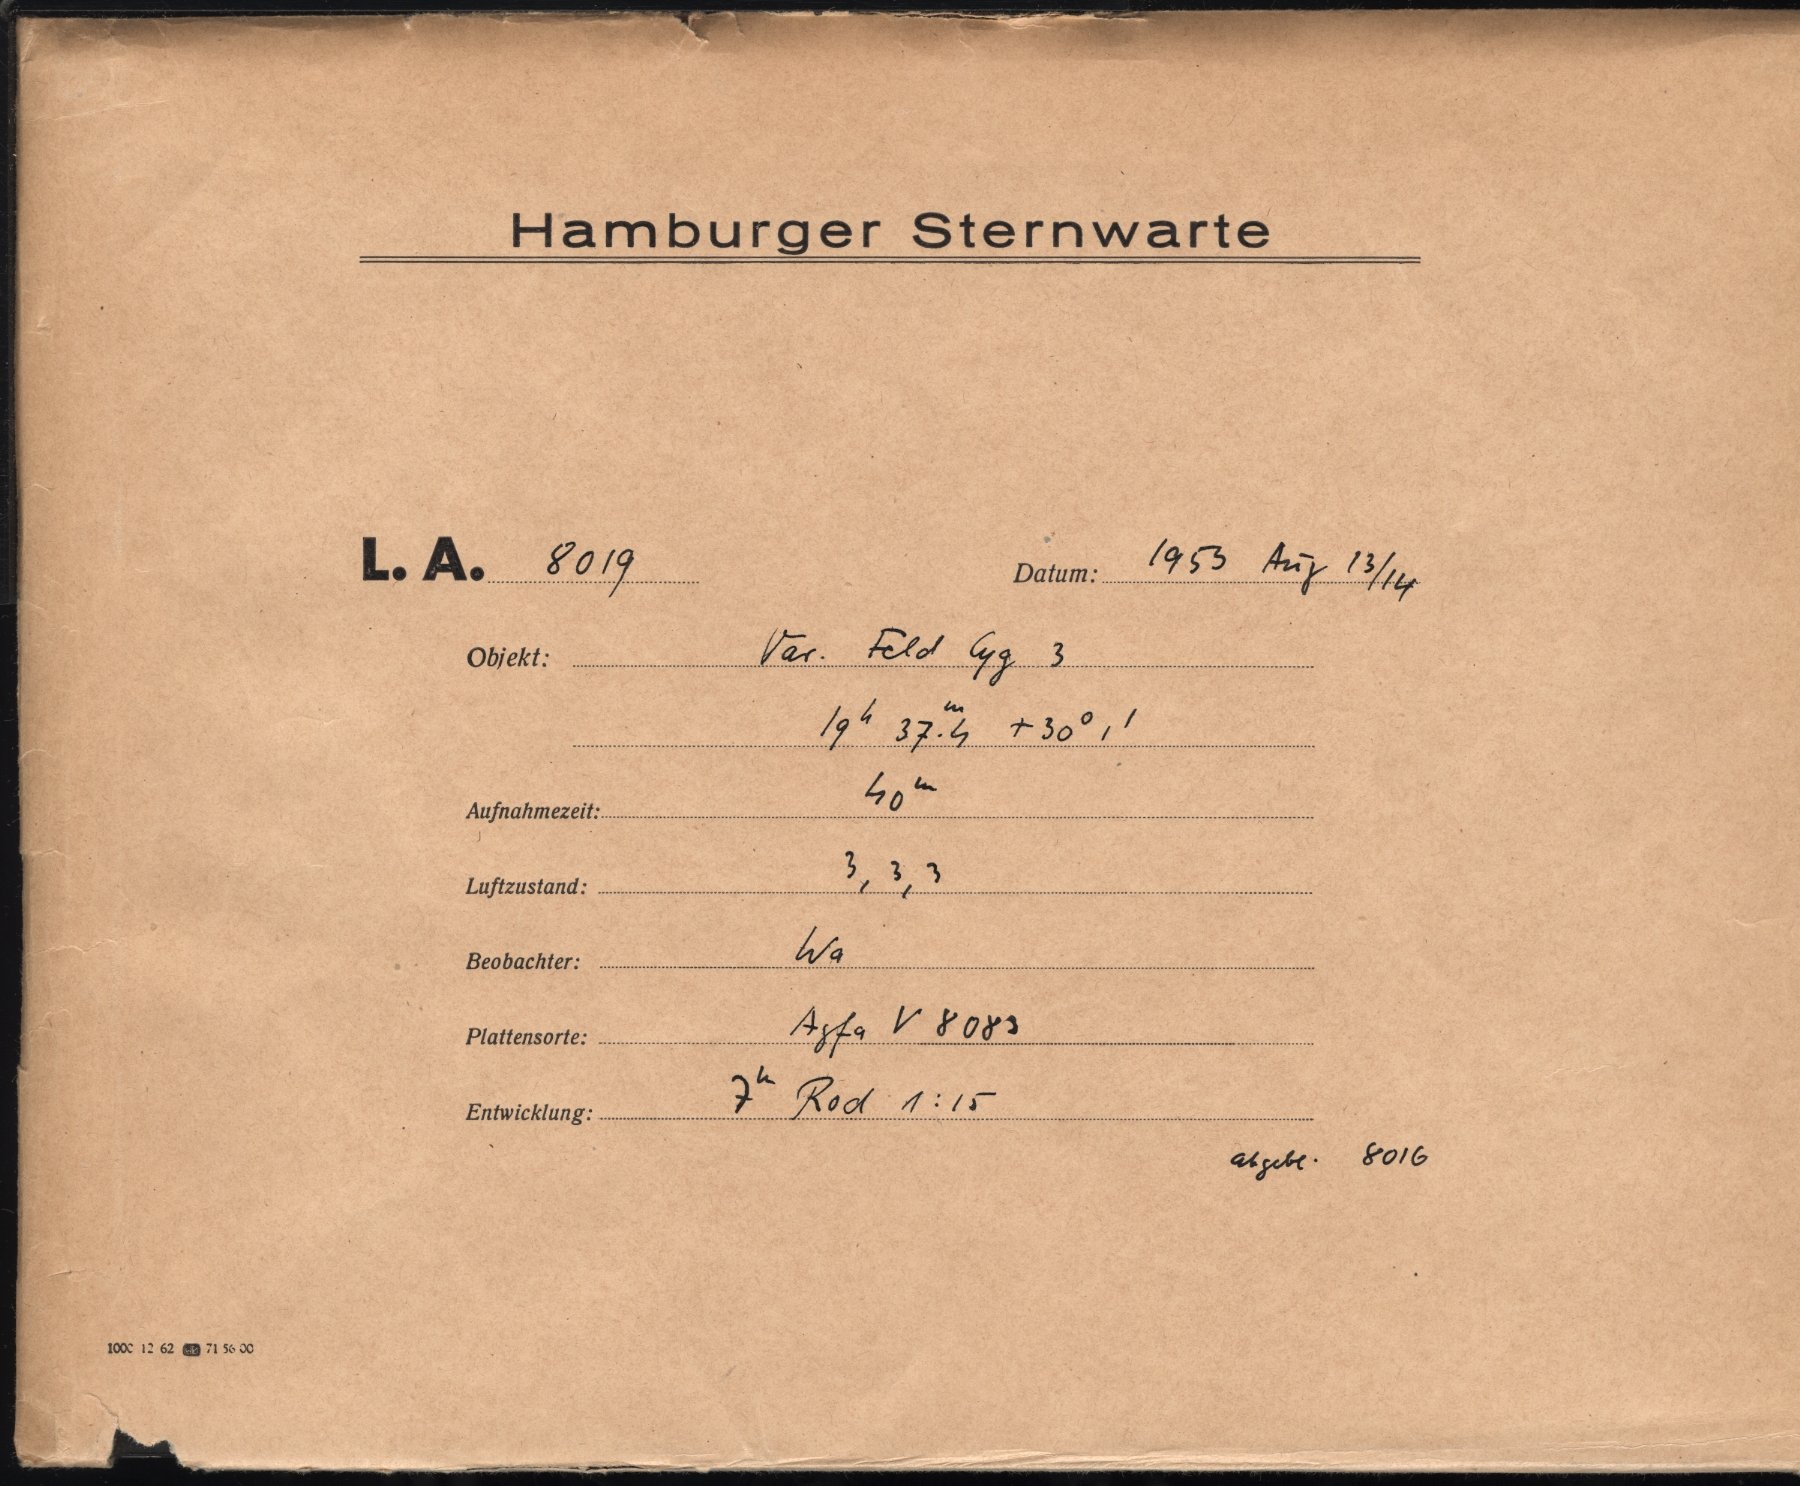 Hamburger Sternwarte
L. A. 8019
Datum: 1953 Aug 13/14
Objekt: Var. Feld Cyg 3
19ʰ 37.4ᵐ +30° 1'
Aufnahmezeit: 40ᵐ
Luftzustand: 3, 3, 3
Beobachter: Wa
Plattensorte: Agfa V 8083
Entwicklung: 7ᵐ Rod 1:15
8016
1000 12 62 71 56 00